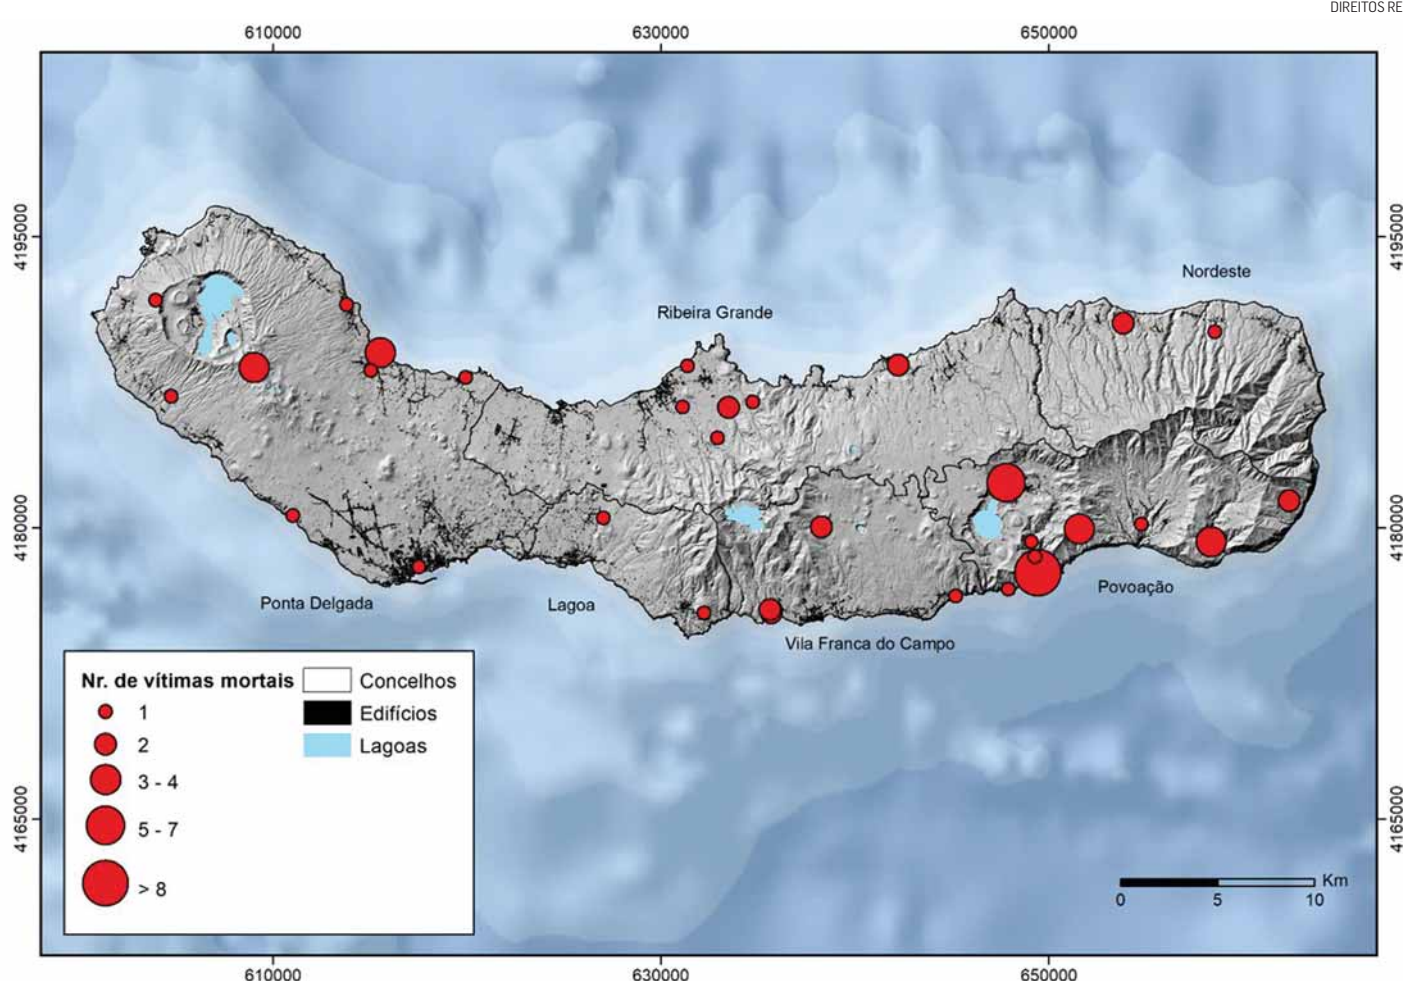 DIREITOS RE
610000 630000 650000
4195000 4195000
Nordeste
Ribeira Grande
4180000 4180000
Povoação
Ponta Delgada
Lagoa
Vila Franca do Campo
Nr. de vítimas mortais
1
2
3 - 4
5 - 7
> 8
Concelhos
Edifícios
Lagoas
4165000 4165000
Km
0 5 10
610000 630000 650000